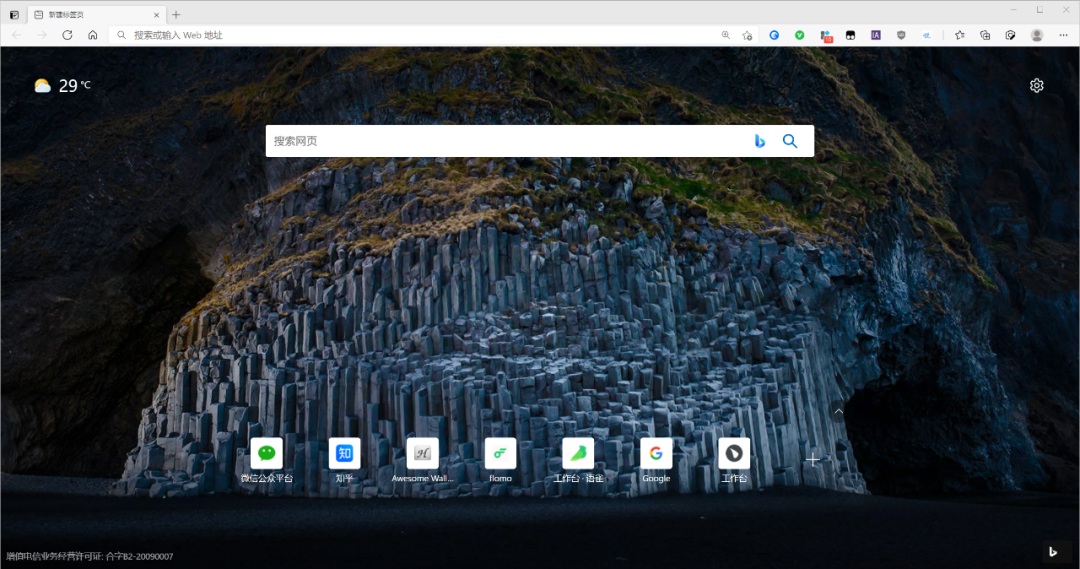 新建标签页
搜索或输入 Web 地址
29 °C
搜索网页
微信公众平台
知乎
Awesome Wall...
flomo
工作台 · 语雀
Google
工作台
增值电信业务经营许可证: 合字B2-20090007